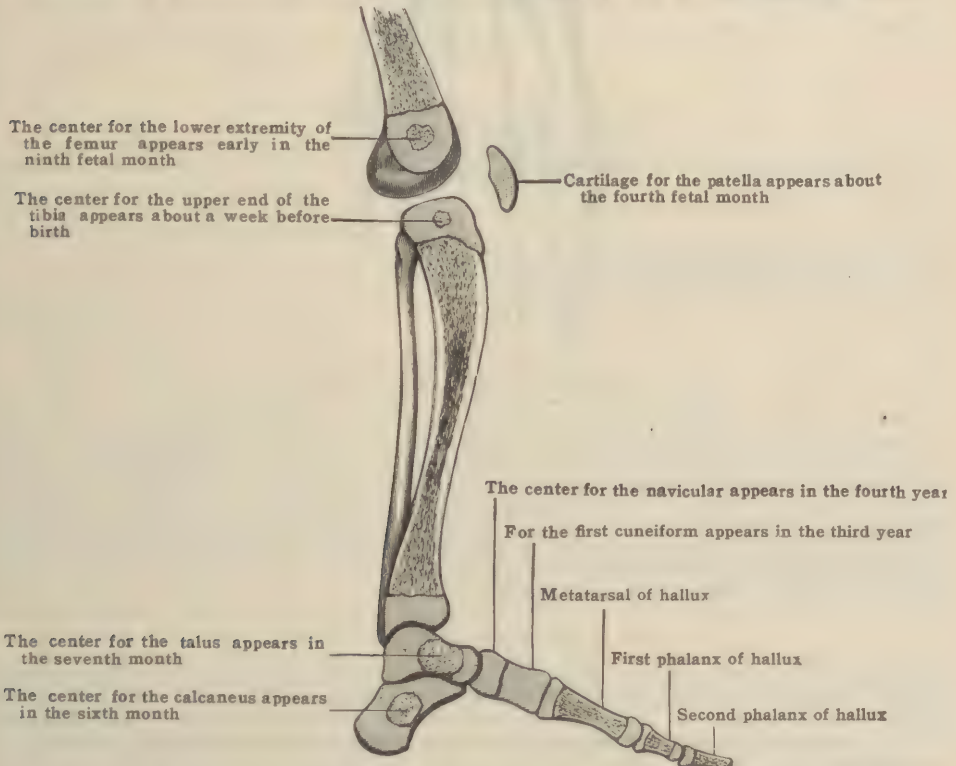 The center for the lower extremity of
the femur appears early in the
ninth fetal month
Cartilage for the patella appears about
the fourth fetal month
The center for the upper end of the
tibia appears about a week before
birth
The center for the navicular appears in the fourth year
For the first cuneiform appears in the third year
Metatarsal of hallux
The center for the talus appears in
the seventh month
First phalanx of hallux
The center for the calcaneus appears
in the sixth month
Second phalanx of hallux